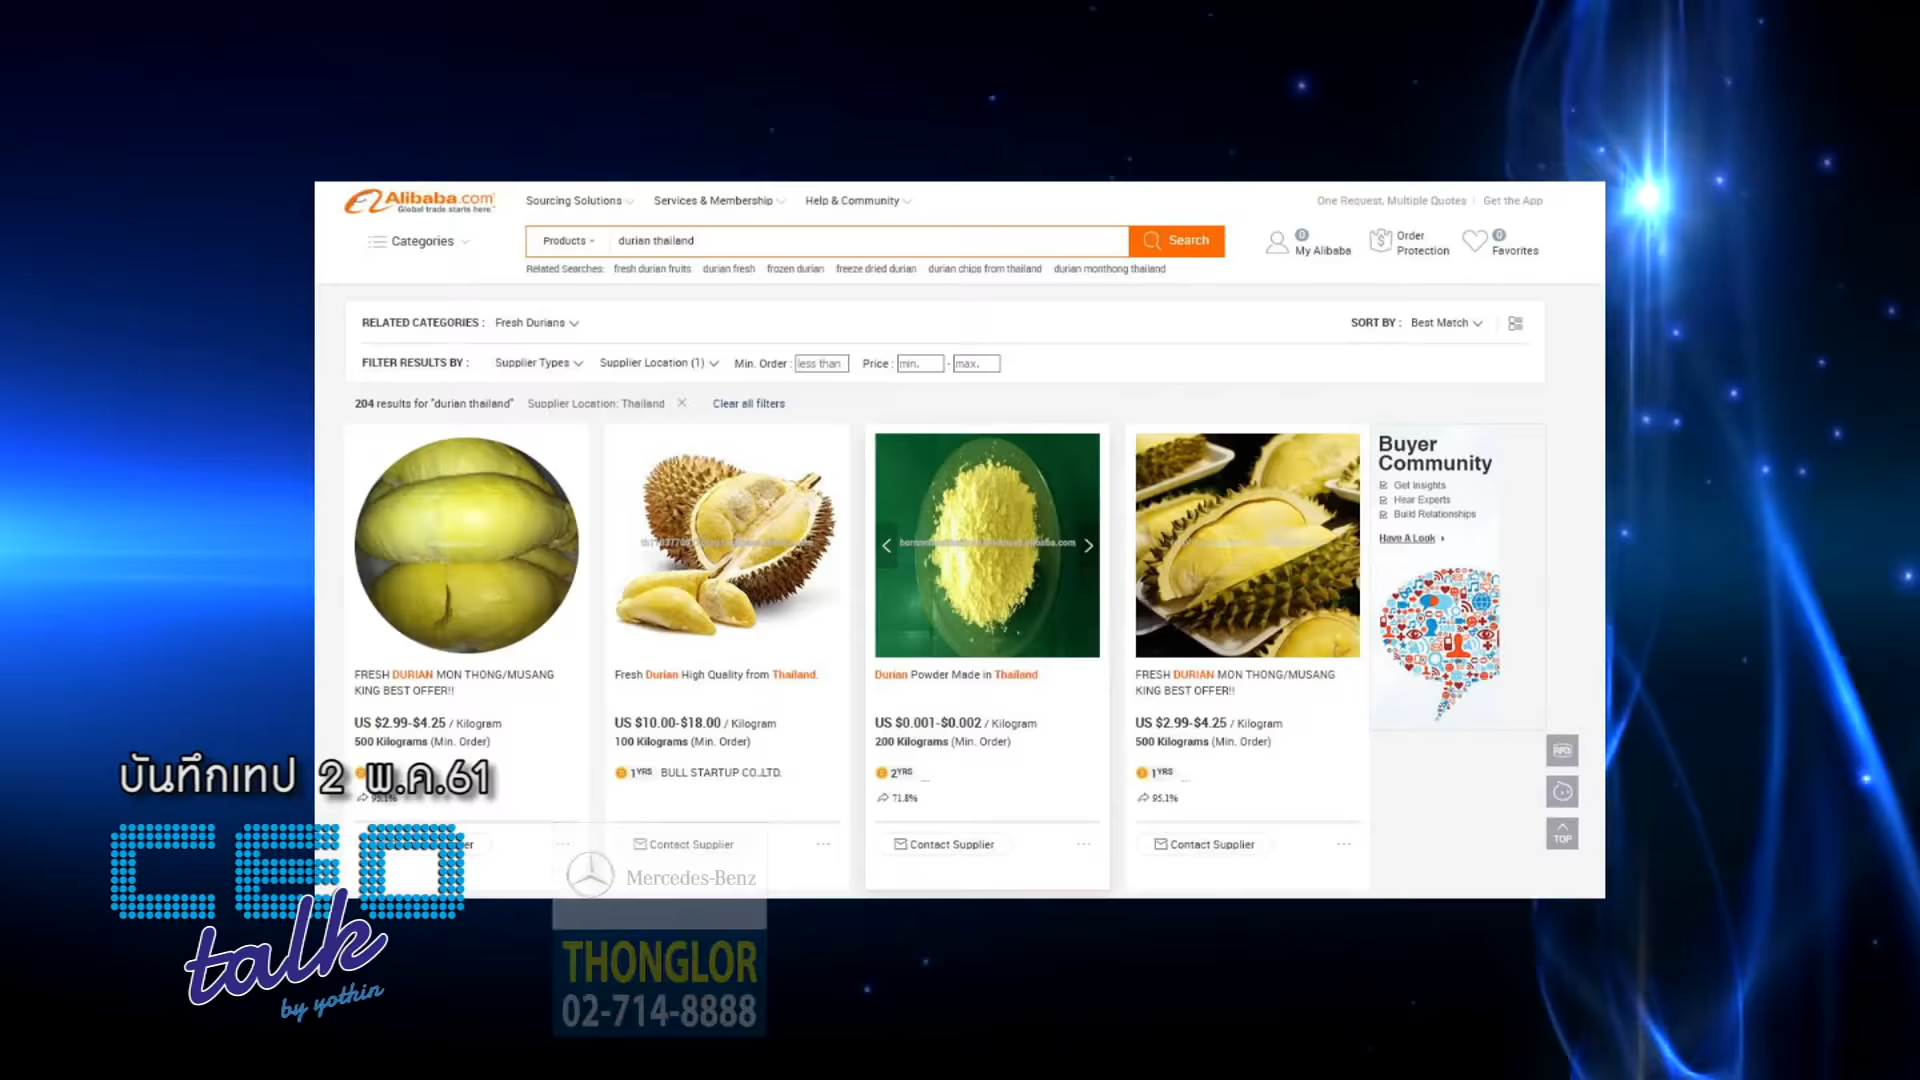 Alibaba.com
Global trade starts here.™
Sourcing Solutions
Services & Membership
Help & Community
One Request, Multiple Quotes
Get the App
Categories
Products
durian thailand
Search
0
My Alibaba
Order
Protection
0
Favorites
Related Searches: fresh durian fruits durian fresh frozen durian freeze dried durian durian chips from thailand durian monthong thailand
RELATED CATEGORIES : Fresh Durians
SORT BY : Best Match
FILTER RESULTS BY : Supplier Types Supplier Location (1) Min. Order : less than Price : min. - max.
204 results for "durian thailand" Supplier Location: Thailand Clear all filters
FRESH DURIAN MON THONG/MUSANG
KING BEST OFFER!!
US $2.99-$4.25 / Kilogram
500 Kilograms (Min. Order)
95.1%
Fresh Durian High Quality from Thailand.
US $10.00-$18.00 / Kilogram
100 Kilograms (Min. Order)
1YRS BULL STARTUP CO.,LTD.
Contact Supplier
Durian Powder Made in Thailand
US $0.001-$0.002 / Kilogram
200 Kilograms (Min. Order)
2YRS ...
71.8%
Contact Supplier
FRESH DURIAN MON THONG/MUSANG
KING BEST OFFER!!
US $2.99-$4.25 / Kilogram
500 Kilograms (Min. Order)
1YRS ...
95.1%
Contact Supplier
Buyer
Community
Get Insights
Hear Experts
Build Relationships
Have A Look
TOP
บันทึกเทป 2 พ.ค.61
CEO
talk
by yothin
Mercedes-Benz
THONGLOR
02-714-8888